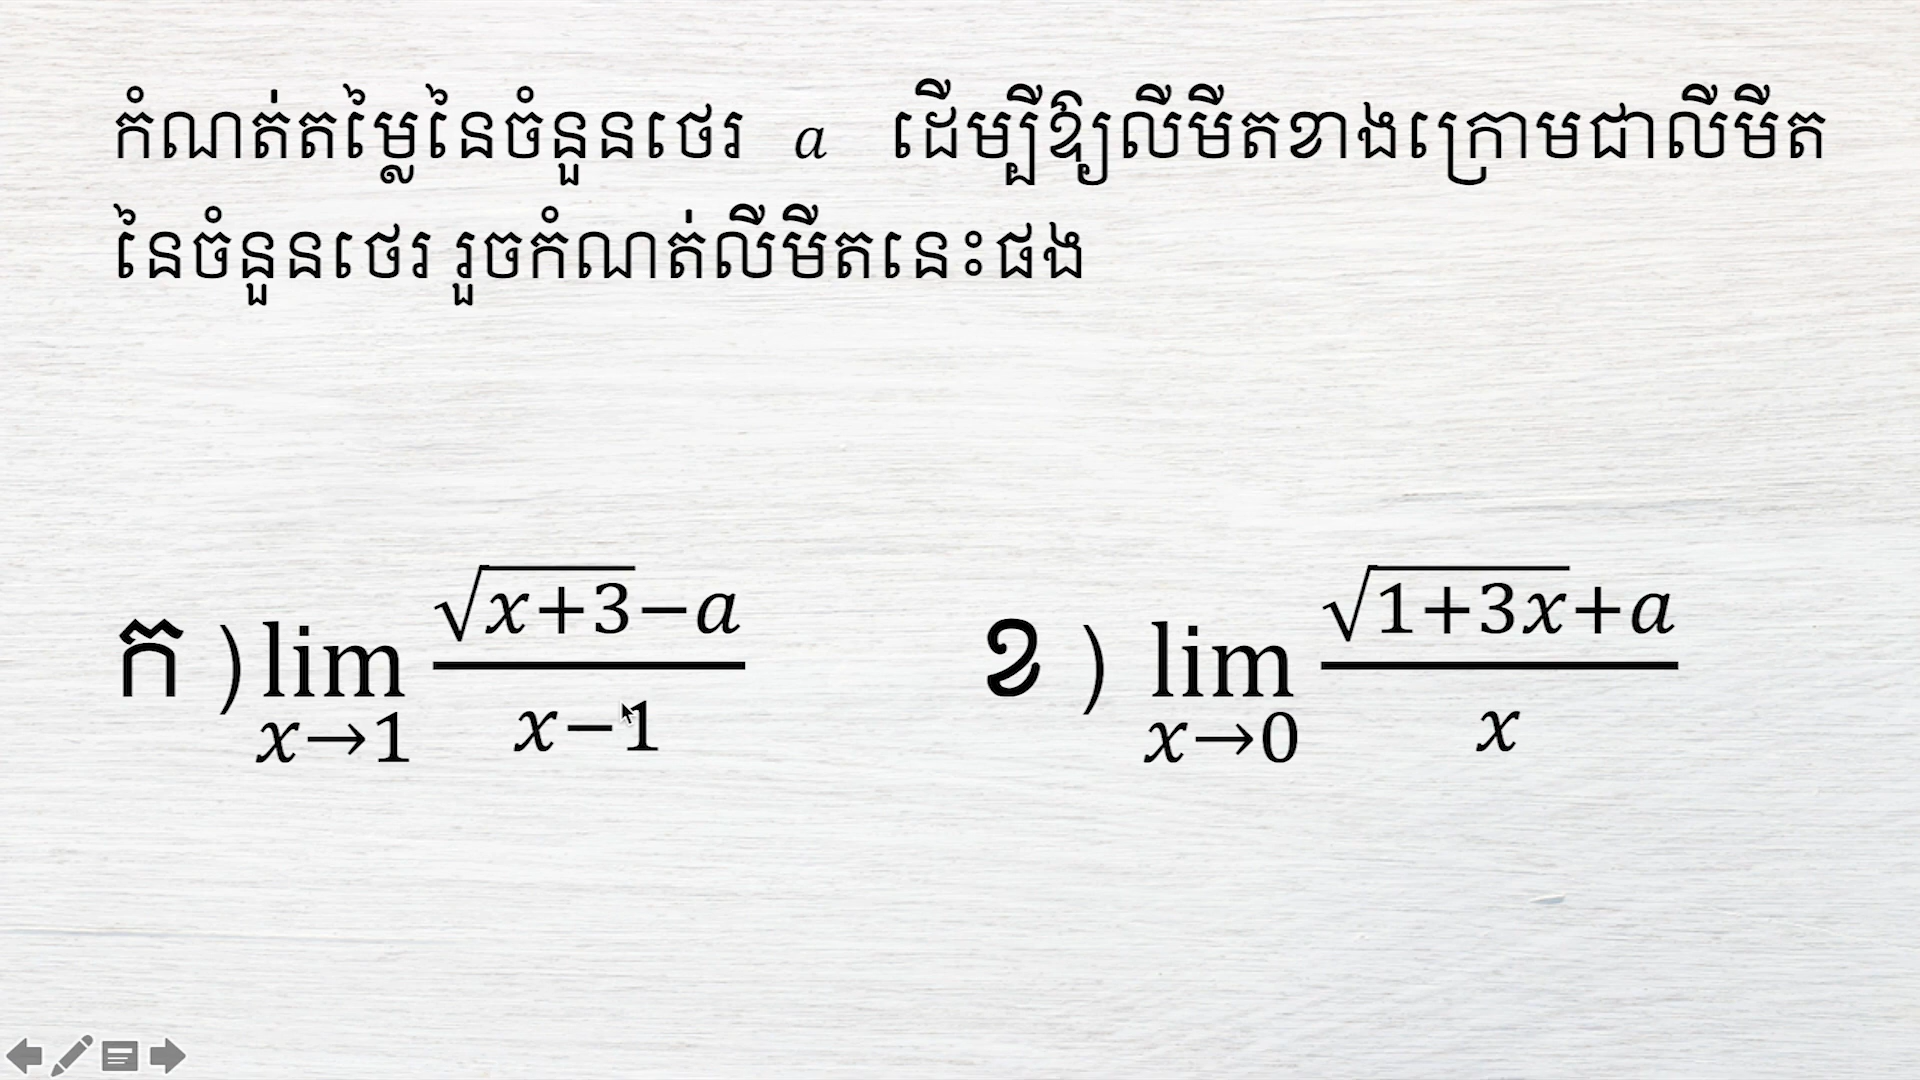 កំណត់តម្លៃនៃចំនួនថេរ a ដើម្បីឱ្យលីមីតខាងក្រោមជាលីមីត
នៃចំនួនថេរ រួចកំណត់លីមីតនេះផង
ក ) lim x→1 (√(x+3)−a)/(x−1)
ខ ) lim x→0 (√(1+3x)+a)/x